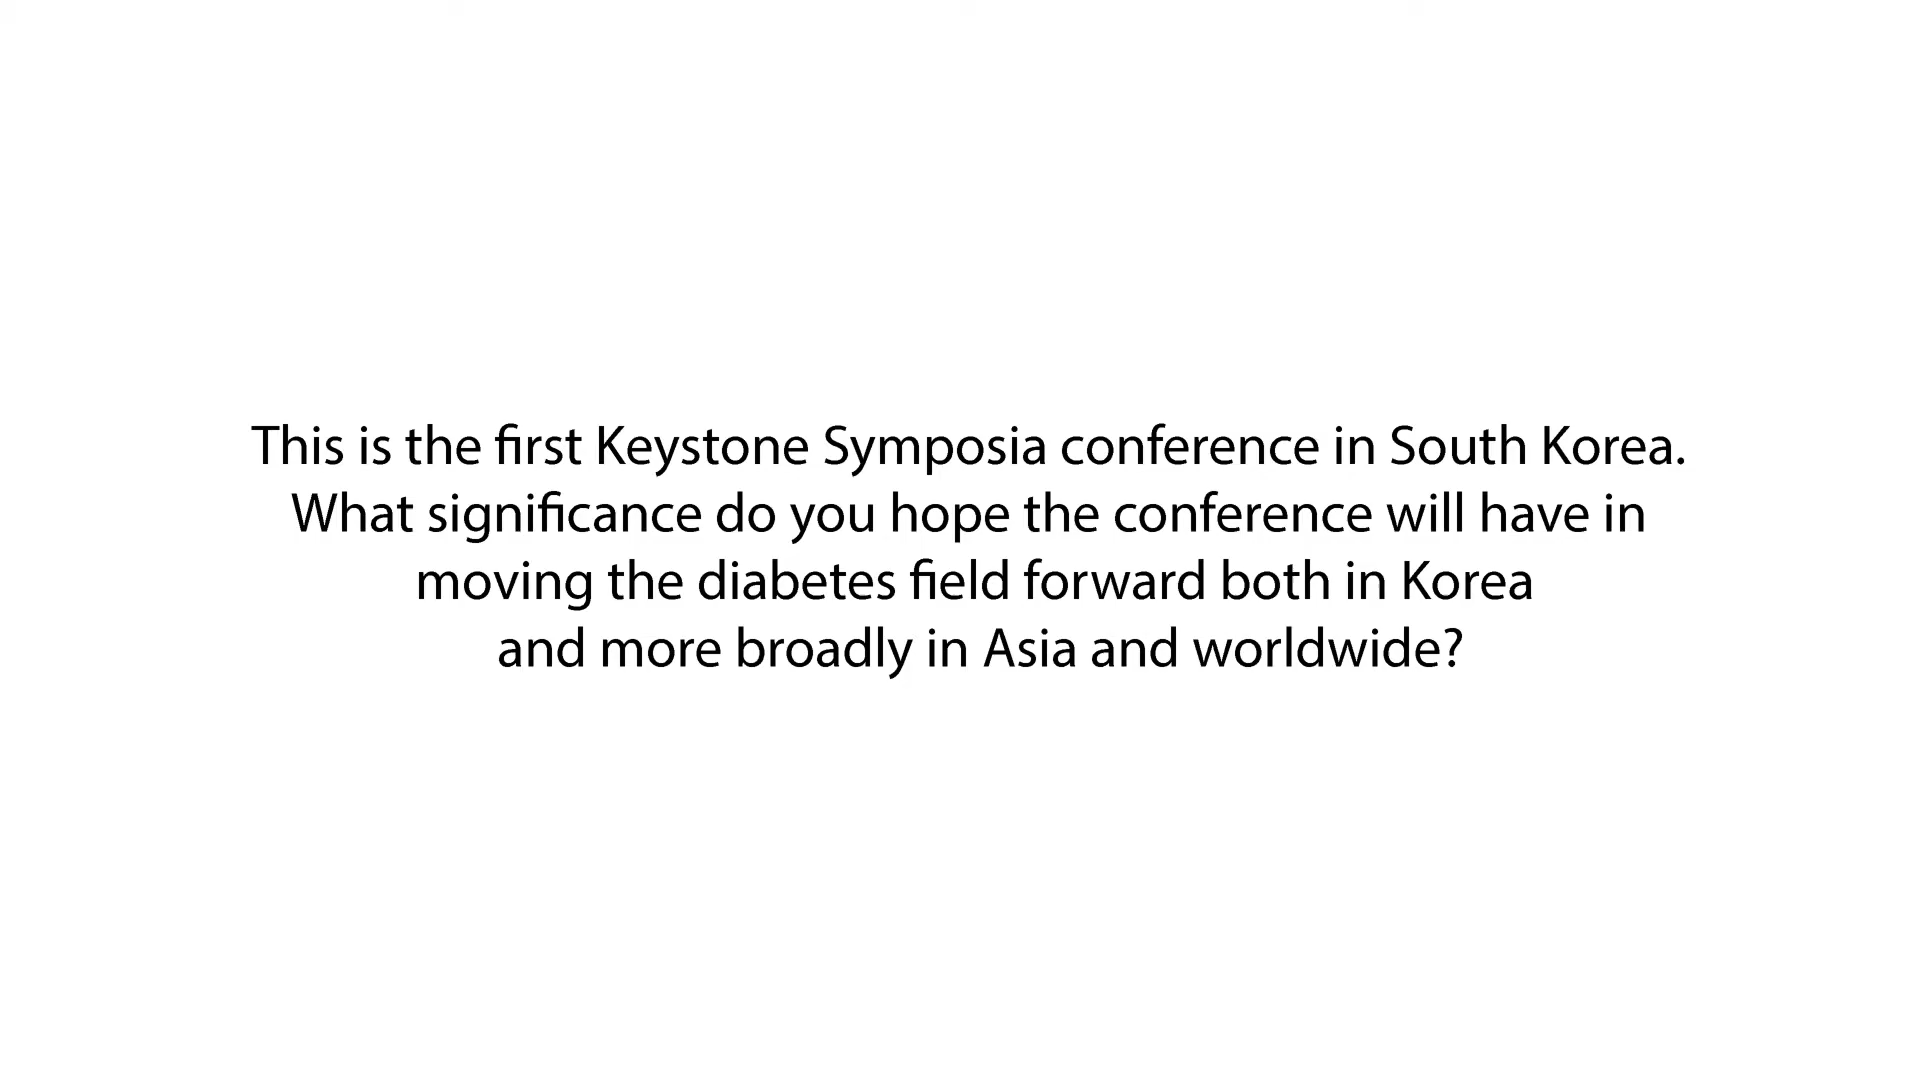 This is the first Keystone Symposia conference in South Korea.
What significance do you hope the conference will have in
moving the diabetes field forward both in Korea
and more broadly in Asia and worldwide?